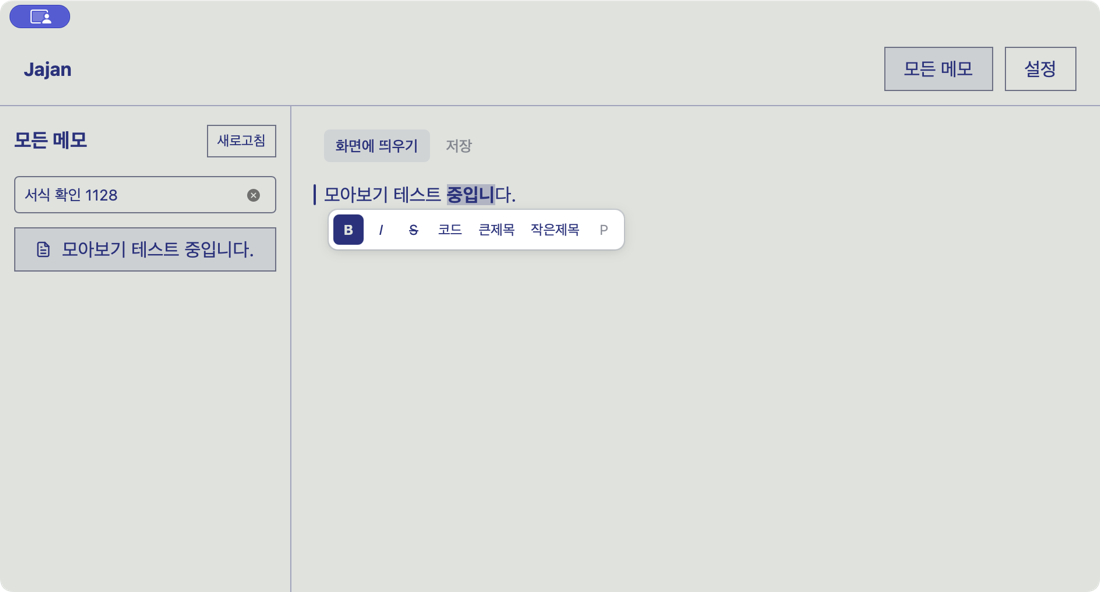 Jajan
모든 메모
설정
모든 메모
새로고침
서식 확인 1128
모아보기 테스트 중입니다.
화면에 띄우기
저장
모아보기 테스트 중입니다.
B I S 코드 큰제목 작은제목 P